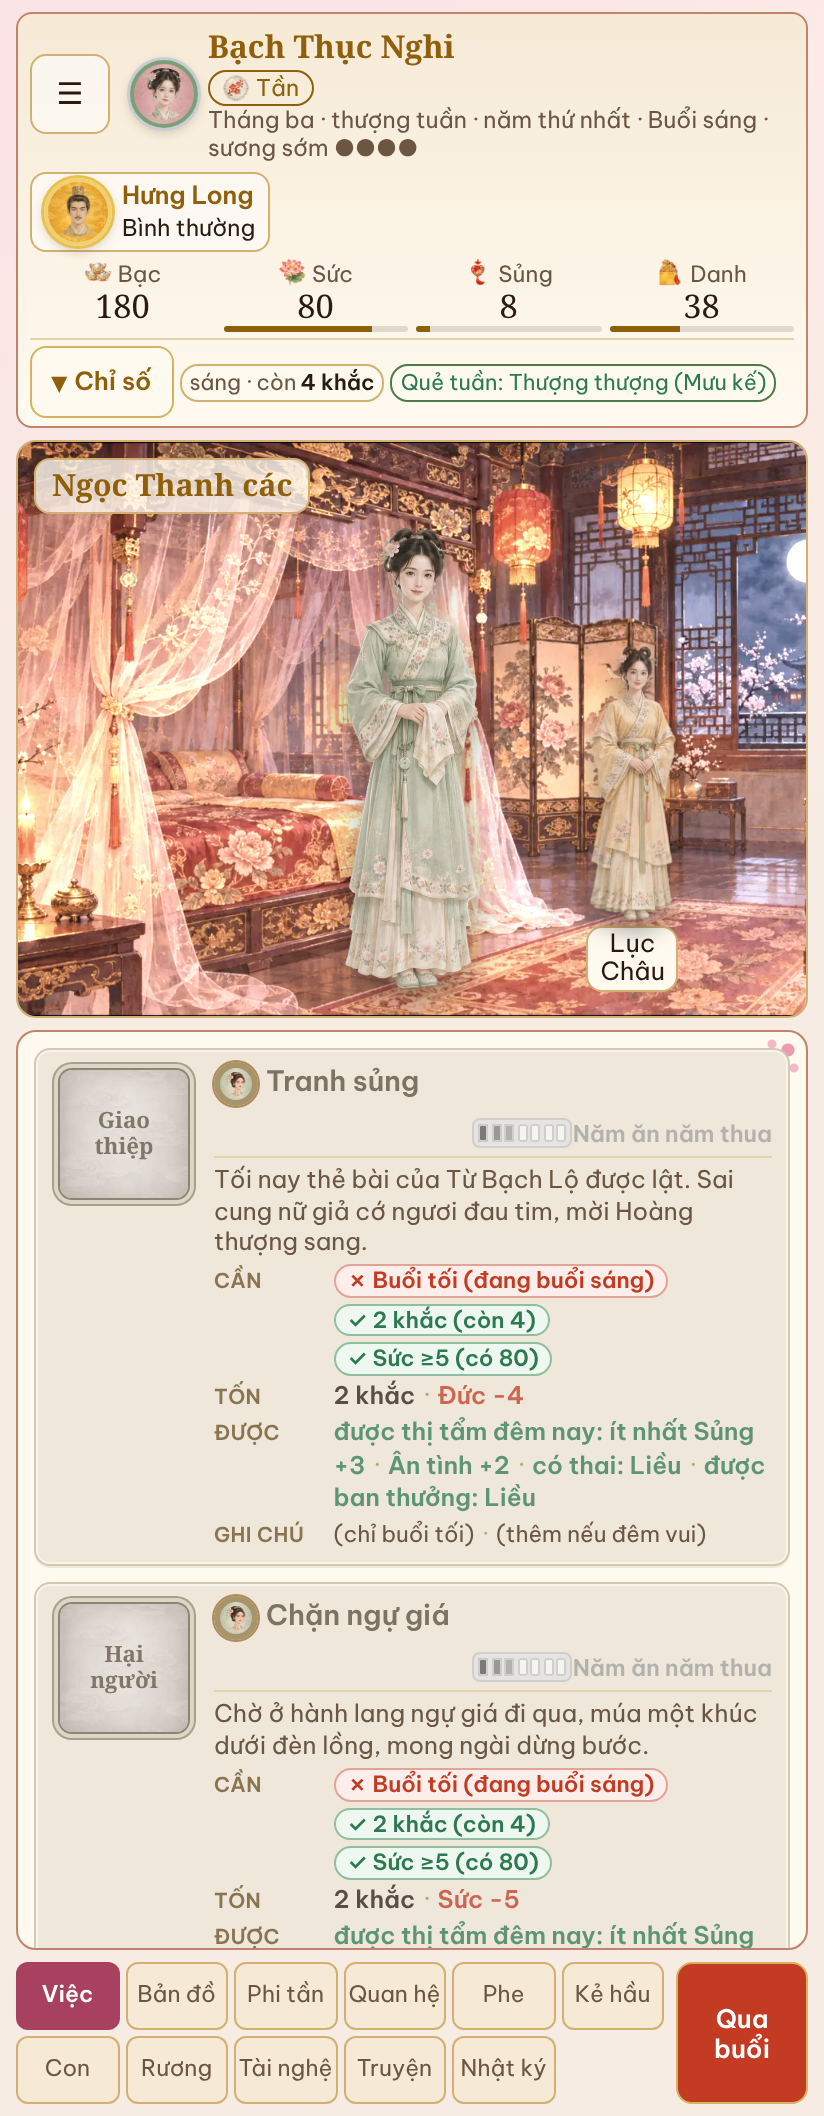 ☰
Bạch Thục Nghi
Tần
Tháng ba · thượng tuần · năm thứ nhất · Buổi sáng ·
sương sớm ●●●●
Hưng Long
Bình thường
Bạc
180
Sức
80
Sủng
8
Danh
38
▼ Chỉ số
sáng · còn 4 khắc
Quẻ tuần: Thượng thượng (Mưu kế)
Ngọc Thanh các
Lục
Châu
Giao
thiệp
Tranh sủng
Năm ăn năm thua
Tối nay thẻ bài của Từ Bạch Lộ được lật. Sai
cung nữ giả cớ ngươi đau tim, mời Hoàng
thượng sang.
CẦN
× Buổi tối (đang buổi sáng)
✓ 2 khắc (còn 4)
✓ Sức ≥5 (có 80)
TỐN
2 khắc · Đức -4
ĐƯỢC
được thị tẩm đêm nay: ít nhất Sủng
+3 · Ân tình +2 · có thai: Liều · được
ban thưởng: Liều
GHI CHÚ
(chỉ buổi tối) · (thêm nếu đêm vui)
Hại
người
Chặn ngự giá
Năm ăn năm thua
Chờ ở hành lang ngự giá đi qua, múa một khúc
dưới đèn lồng, mong ngài dừng bước.
CẦN
× Buổi tối (đang buổi sáng)
✓ 2 khắc (còn 4)
✓ Sức ≥5 (có 80)
TỐN
2 khắc · Sức -5
ĐƯỢC
được thị tẩm đêm nay: ít nhất Sủng
Việc
Bản đồ
Phi tần
Quan hệ
Phe
Kẻ hầu
Qua
buổi
Con
Rương
Tài nghệ
Truyện
Nhật ký